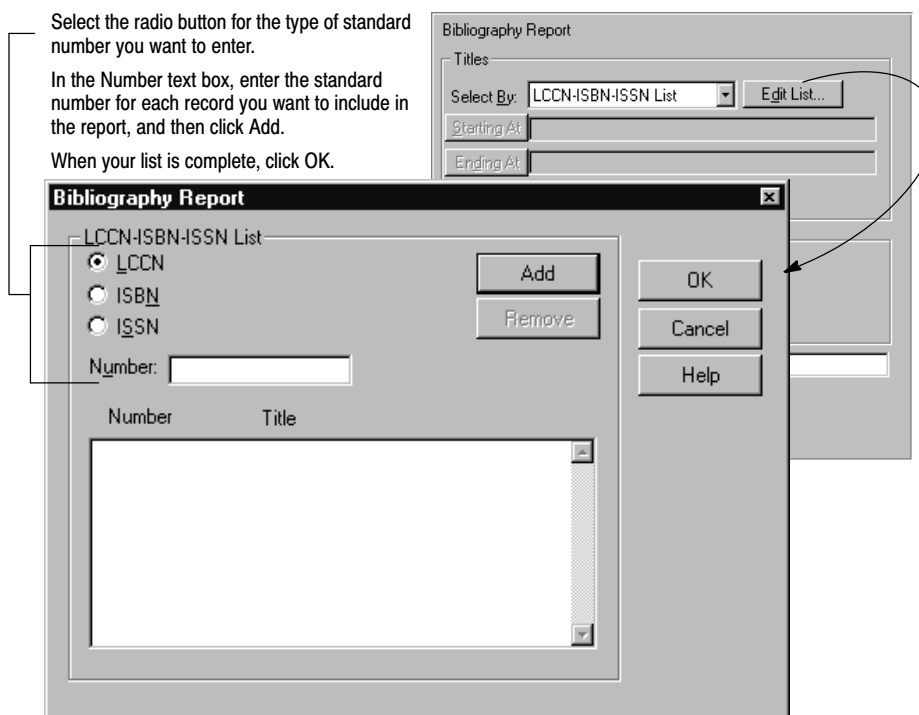 Select the radio button for the type of standard
number you want to enter.
In the Number text box, enter the standard
number for each record you want to include in
the report, and then click Add.
When your list is complete, click OK.
Bibliography Report
Titles
Select By: LCCN-ISBN-ISSN List Edit List...
Starting At
Ending At
Bibliography Report
LCCN-ISBN-ISSN List
LCCN
ISBN
ISSN
Number:
Add
Remove
OK
Cancel
Help
Number Title